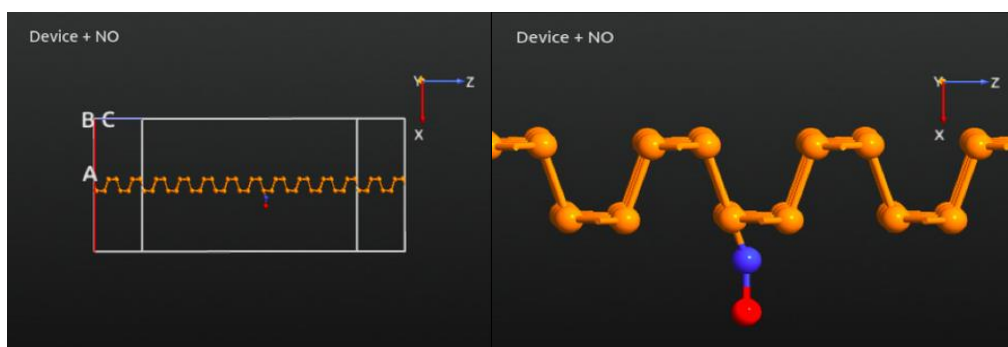 Device + NO
Y Z
X
B C
A
Device + NO
Y Z
X